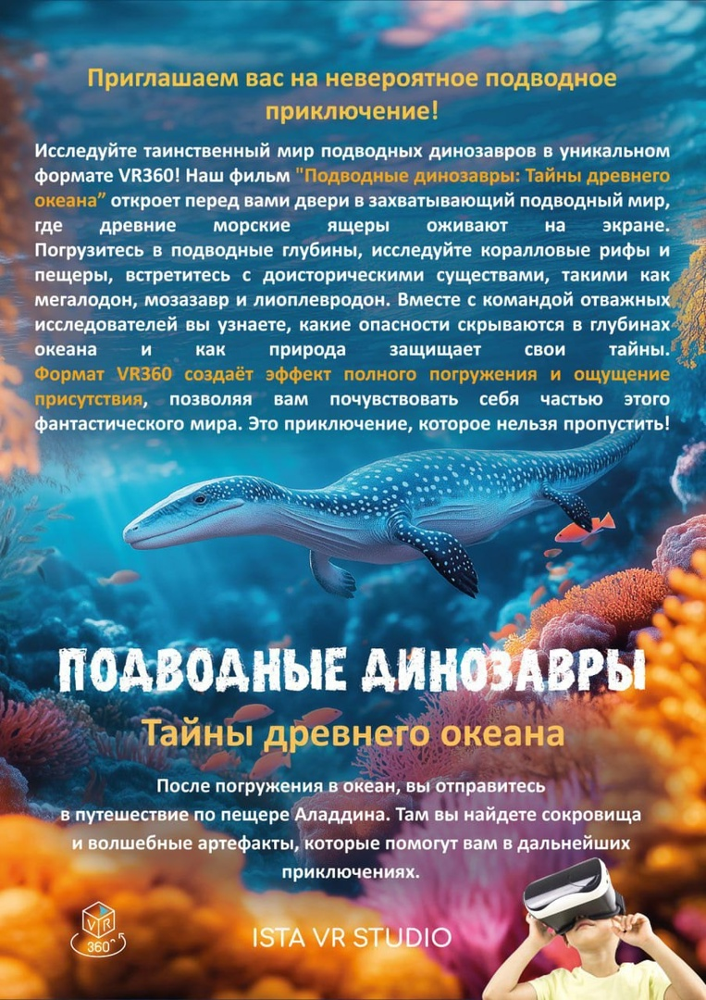 Приглашаем вас на невероятное подводное
приключение!
Исследуйте таинственный мир подводных динозавров в уникальном
формате VR360! Наш фильм "Подводные динозавры: Тайны древнего
океана” откроет перед вами двери в захватывающий подводный мир,
где древние морские ящеры оживают на экране.
Погрузитесь в подводные глубины, исследуйте коралловые рифы и
пещеры, встретитесь с доисторическими существами, такими как
мегалодон, мозазавр и лиоплевродон. Вместе с командой отважных
исследователей вы узнаете, какие опасности скрываются в глубинах
океана и как природа защищает свои тайны.
Формат VR360 создаёт эффект полного погружения и ощущение
присутствия, позволяя вам почувствовать себя частью этого
фантастического мира. Это приключение, которое нельзя пропустить!
ПОДВОДНЫЕ ДИНОЗАВРЫ
Тайны древнего океана
После погружения в океан, вы отправитесь
в путешествие по пещере Аладдина. Там вы найдете сокровища
и волшебные артефакты, которые помогут вам в дальнейших
приключениях.
VR
360°
ISTA VR STUDIO